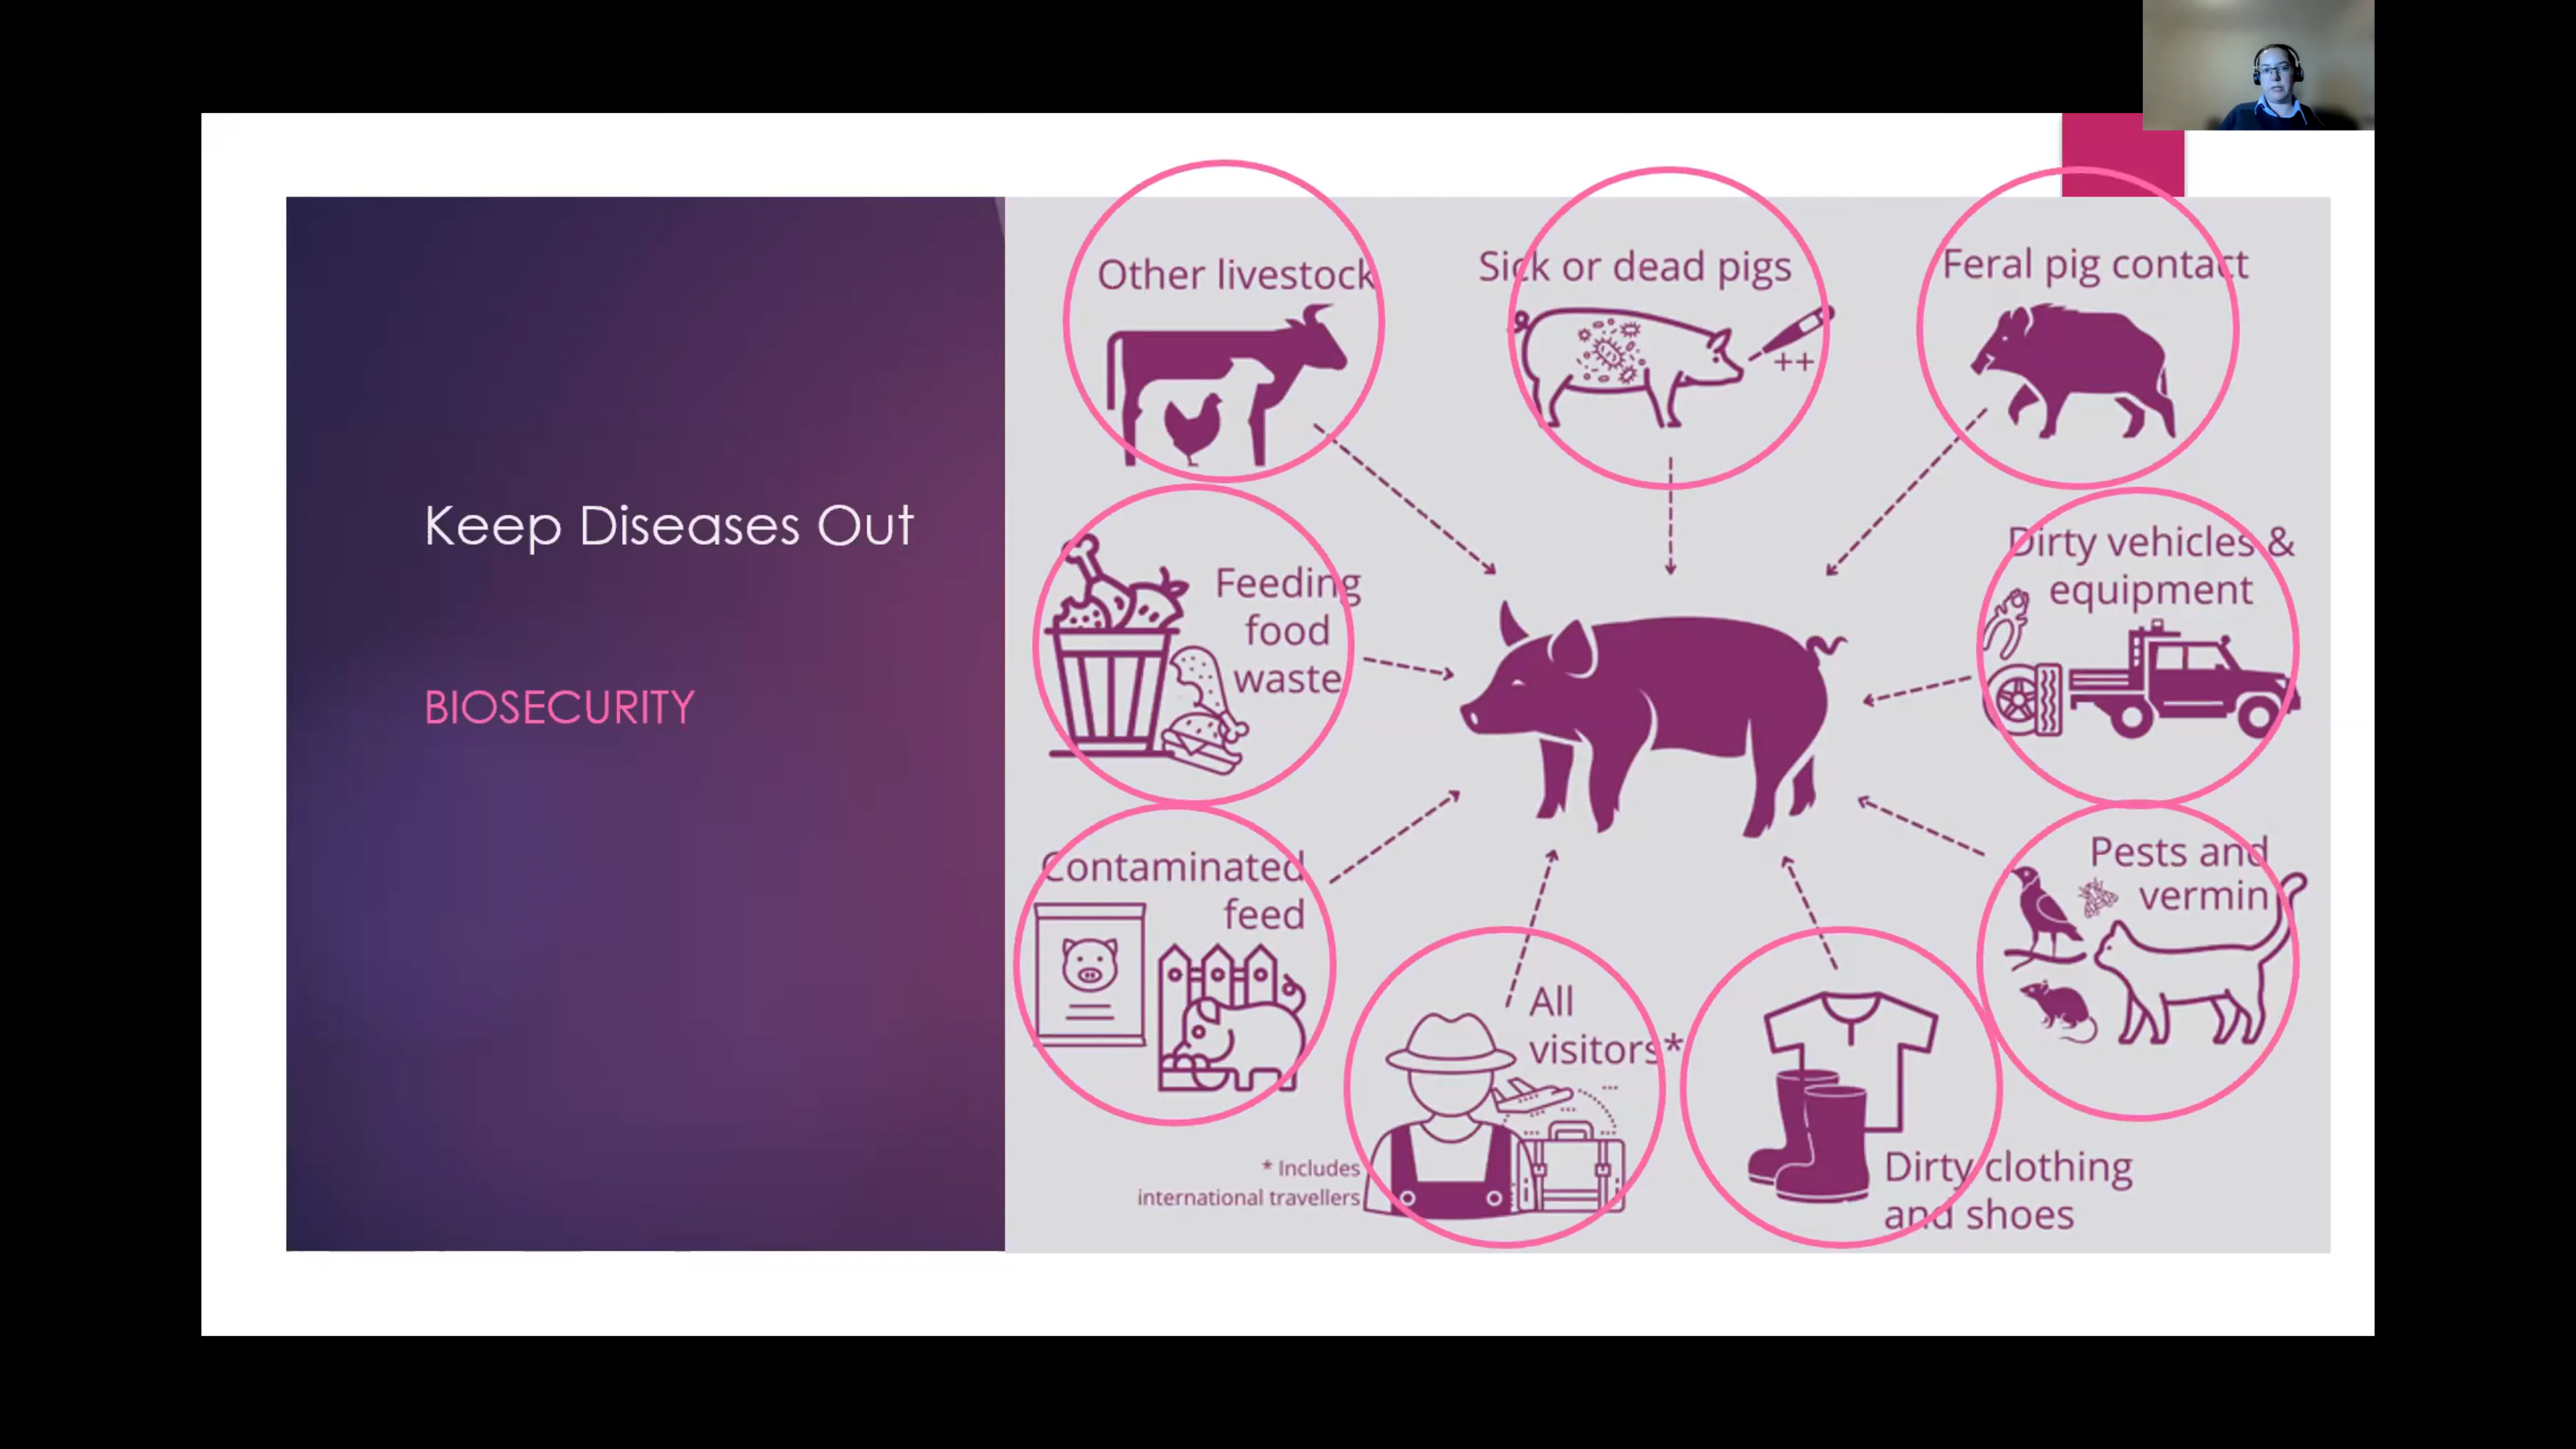 Keep Diseases Out
BIOSECURITY
Other livestock
Sick or dead pigs
++
Feral pig contact
Feeding
food
waste
Dirty vehicles &
equipment
Contaminated
feed
Pests and
vermin
All
visitors*
* Includes
international travellers
Dirty clothing
and shoes